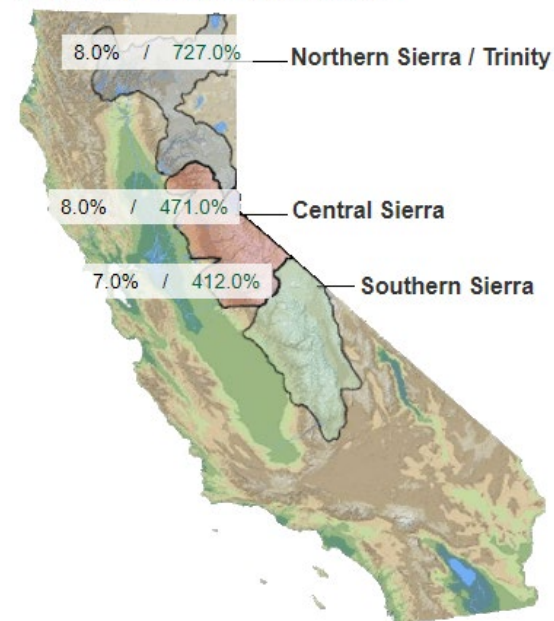 8.0% / 727.0% Northern Sierra / Trinity
8.0% / 471.0% Central Sierra
7.0% / 412.0% Southern Sierra